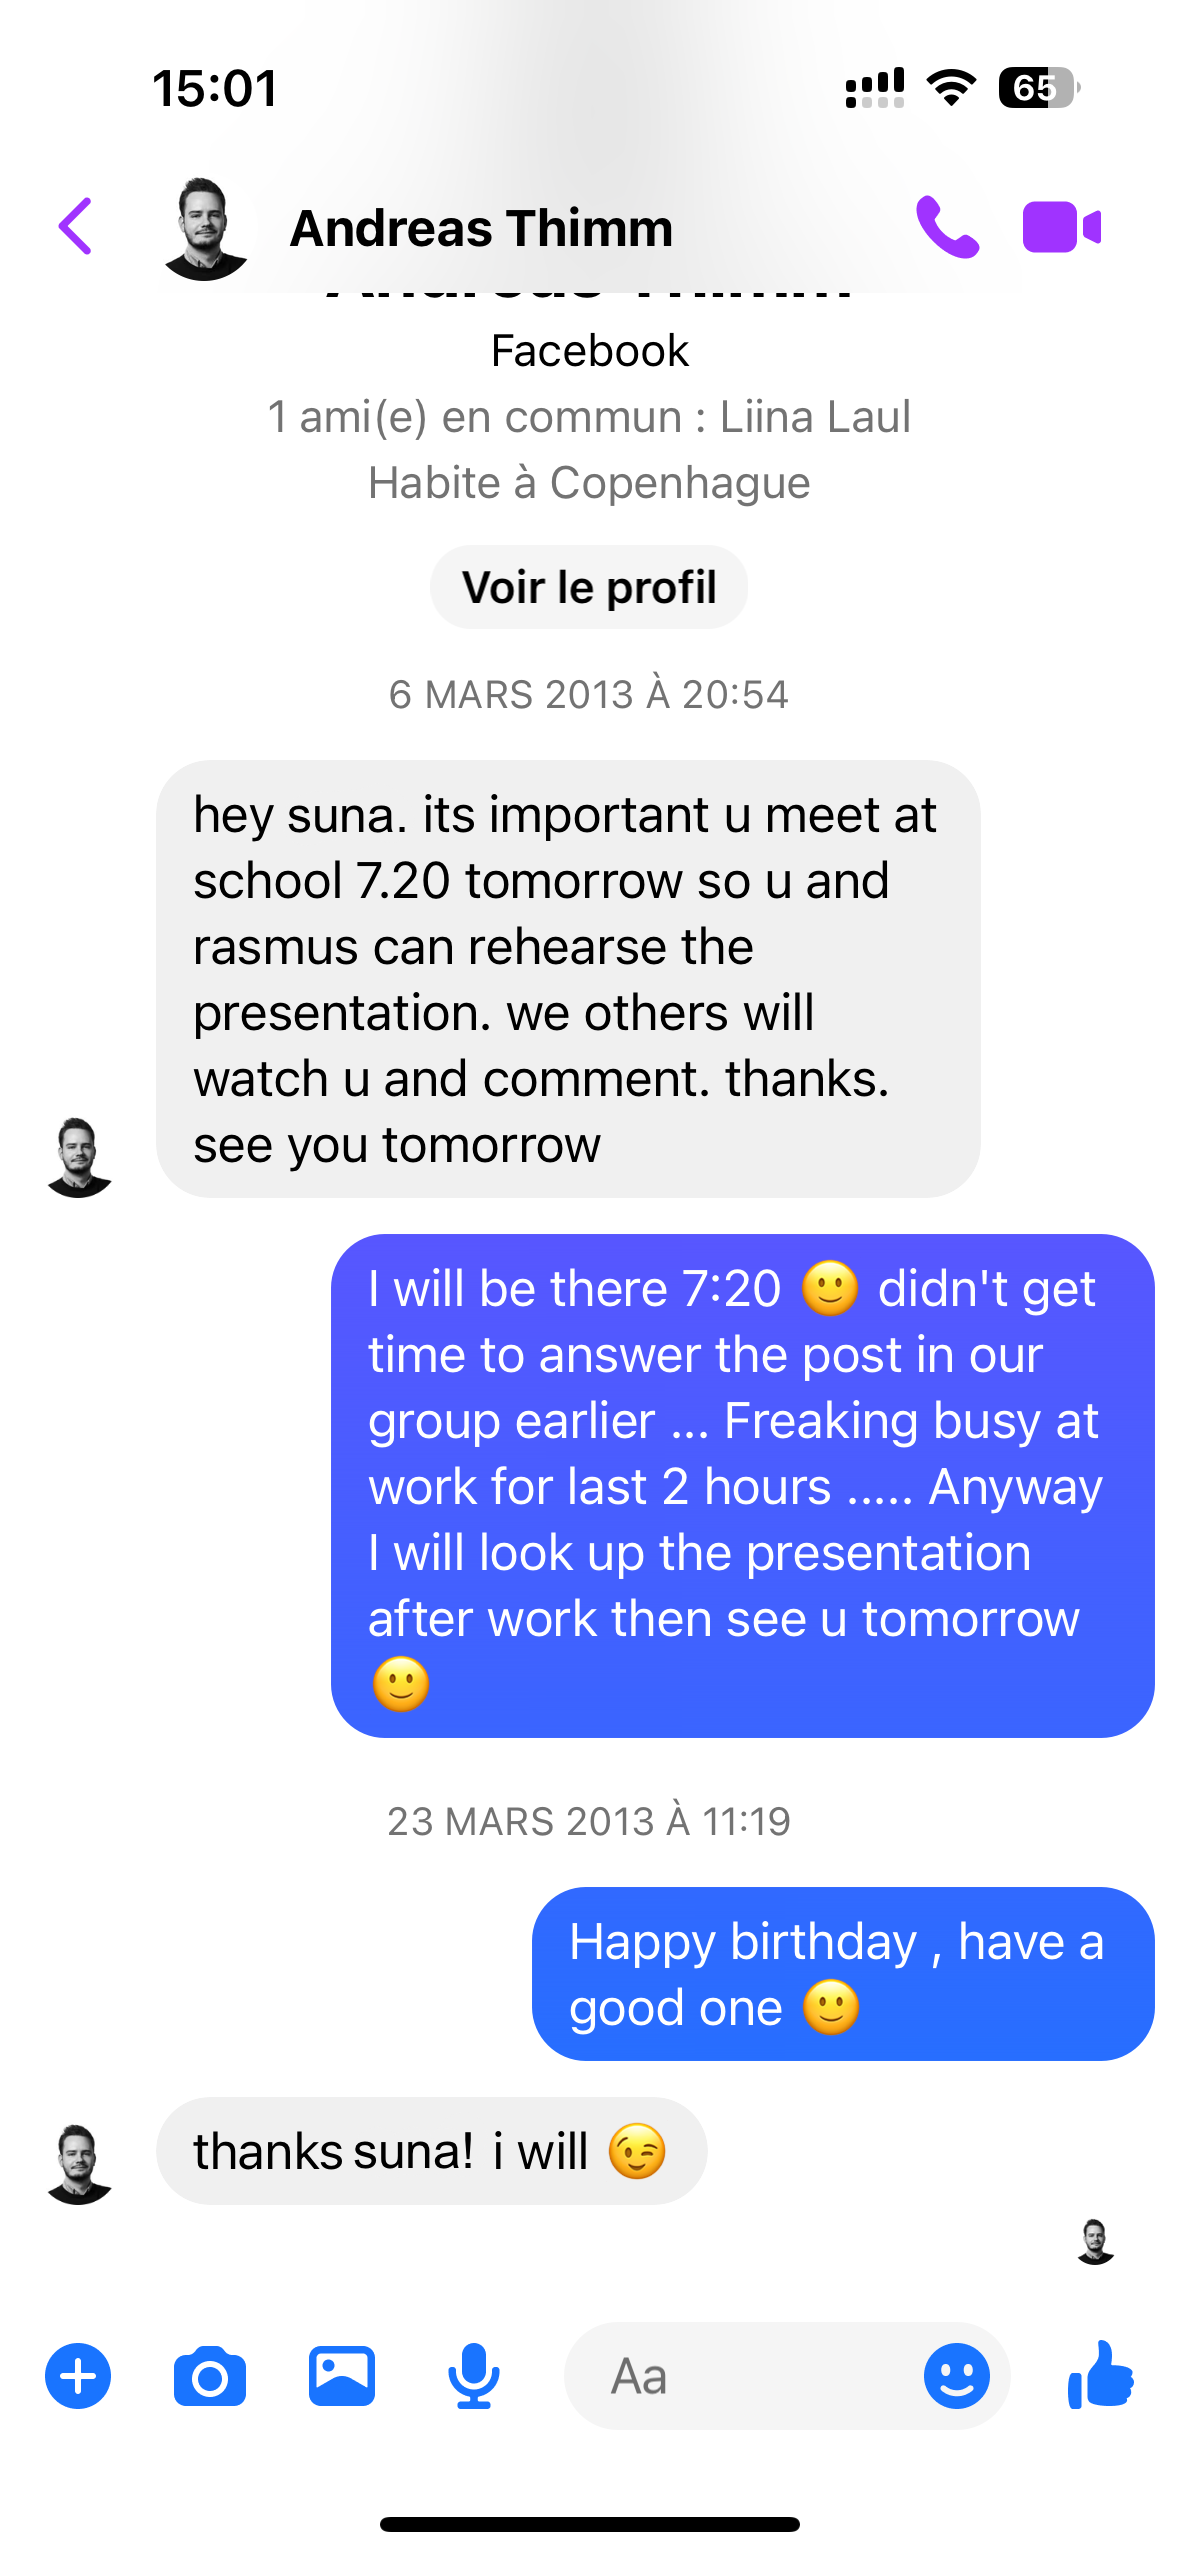 15:01
65
Andreas Thimm
Andreas Thimm
Facebook
1 ami(e) en commun : Liina Laul
Habite à Copenhague
Voir le profil
6 MARS 2013 À 20:54
hey suna. its important u meet at
school 7.20 tomorrow so u and
rasmus can rehearse the
presentation. we others will
watch u and comment. thanks.
see you tomorrow
I will be there 7:20 🙂 didn't get
time to answer the post in our
group earlier ... Freaking busy at
work for last 2 hours ..... Anyway
I will look up the presentation
after work then see u tomorrow
🙂
23 MARS 2013 À 11:19
Happy birthday , have a
good one 🙂
thanks suna! i will 😉
Aa